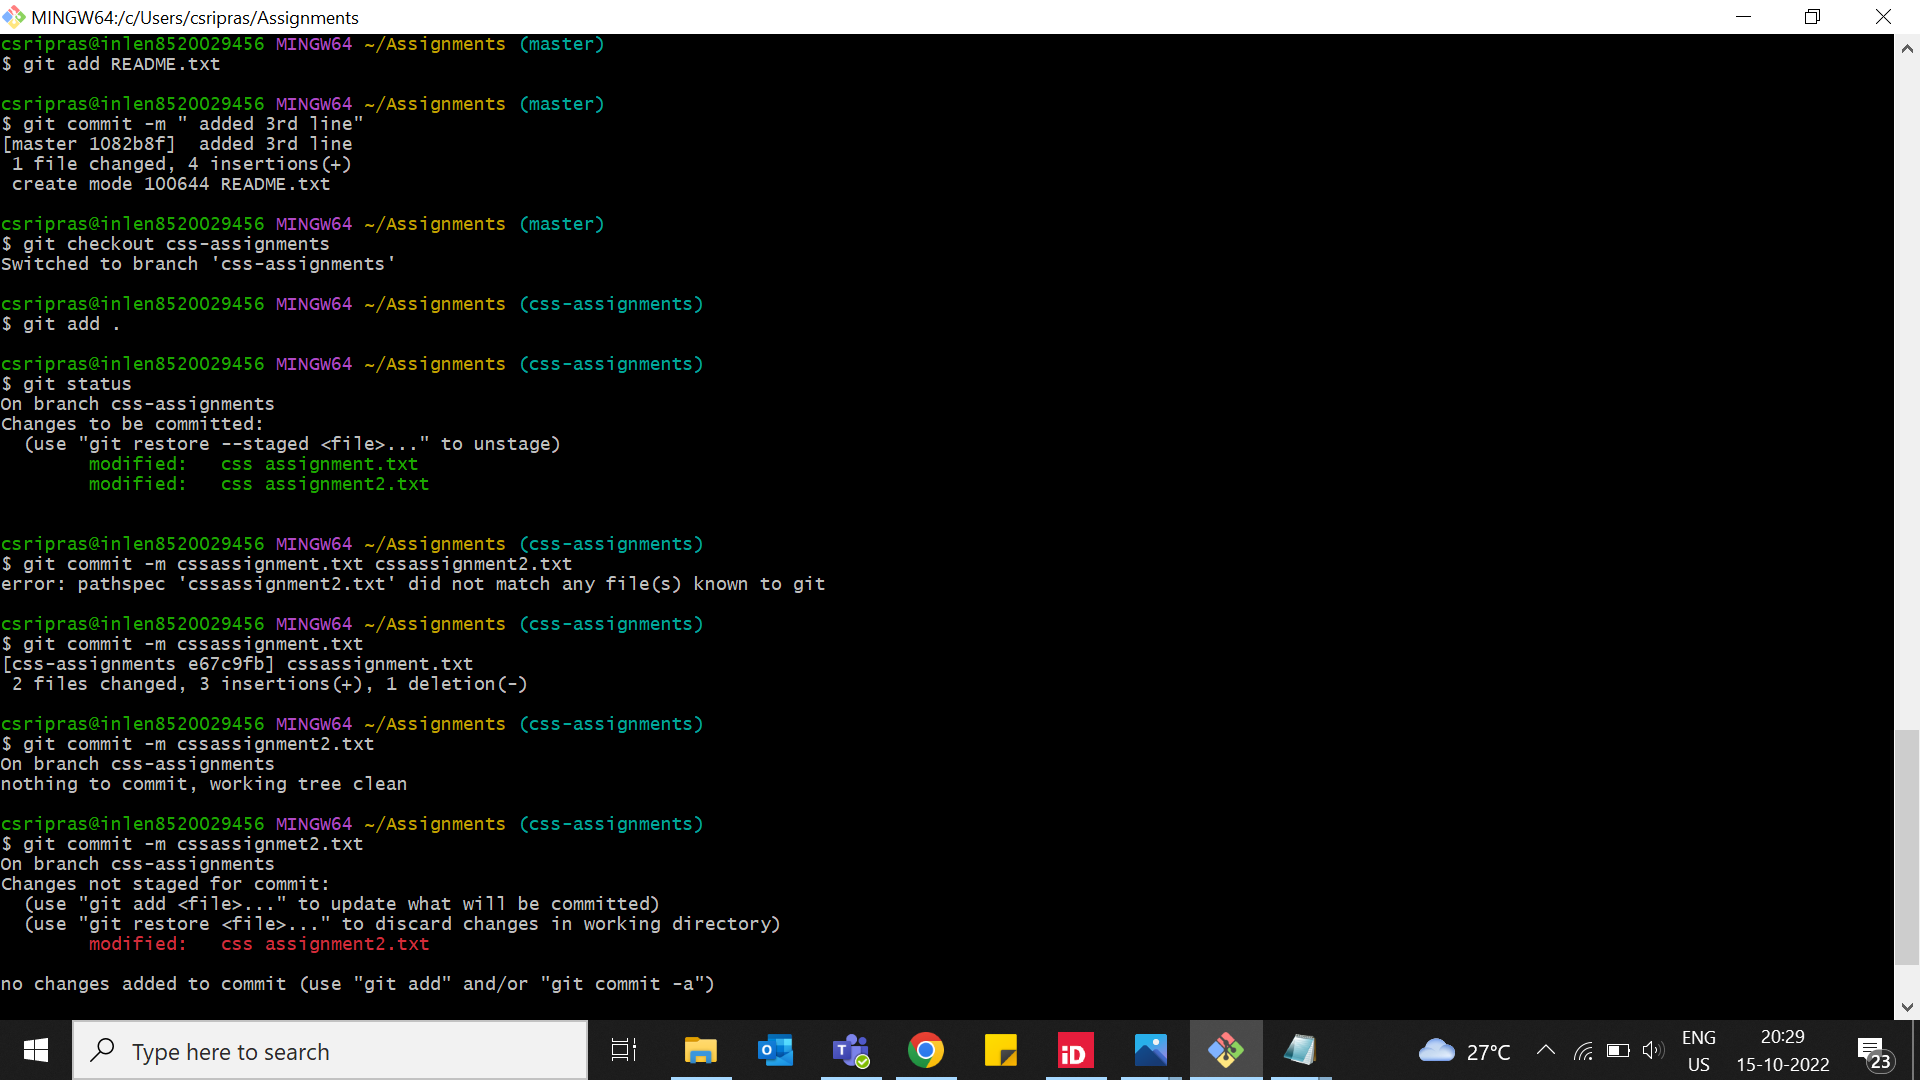 MINGW64:/c/Users/csripras/Assignments
csripras@inlen8520029456 MINGW64 ~/Assignments (master)
$ git add README.txt
csripras@inlen8520029456 MINGW64 ~/Assignments (master)
$ git commit -m " added 3rd line"
[master 1082b8f]  added 3rd line
 1 file changed, 4 insertions(+)
 create mode 100644 README.txt
csripras@inlen8520029456 MINGW64 ~/Assignments (master)
$ git checkout css-assignments
Switched to branch 'css-assignments'
csripras@inlen8520029456 MINGW64 ~/Assignments (css-assignments)
$ git add .
csripras@inlen8520029456 MINGW64 ~/Assignments (css-assignments)
$ git status
On branch css-assignments
Changes to be committed:
  (use "git restore --staged <file>..." to unstage)
        modified:   css assignment.txt
        modified:   css assignment2.txt
csripras@inlen8520029456 MINGW64 ~/Assignments (css-assignments)
$ git commit -m cssassignment.txt cssassignment2.txt
error: pathspec 'cssassignment2.txt' did not match any file(s) known to git
csripras@inlen8520029456 MINGW64 ~/Assignments (css-assignments)
$ git commit -m cssassignment.txt
[css-assignments e67c9fb] cssassignment.txt
 2 files changed, 3 insertions(+), 1 deletion(-)
csripras@inlen8520029456 MINGW64 ~/Assignments (css-assignments)
$ git commit -m cssassignment2.txt
On branch css-assignments
nothing to commit, working tree clean
csripras@inlen8520029456 MINGW64 ~/Assignments (css-assignments)
$ git commit -m cssassignmet2.txt
On branch css-assignments
Changes not staged for commit:
  (use "git add <file>..." to update what will be committed)
  (use "git restore <file>..." to discard changes in working directory)
        modified:   css assignment2.txt
no changes added to commit (use "git add" and/or "git commit -a")
Type here to search
27°C
ENG
US
20:29
15-10-2022
23
iD